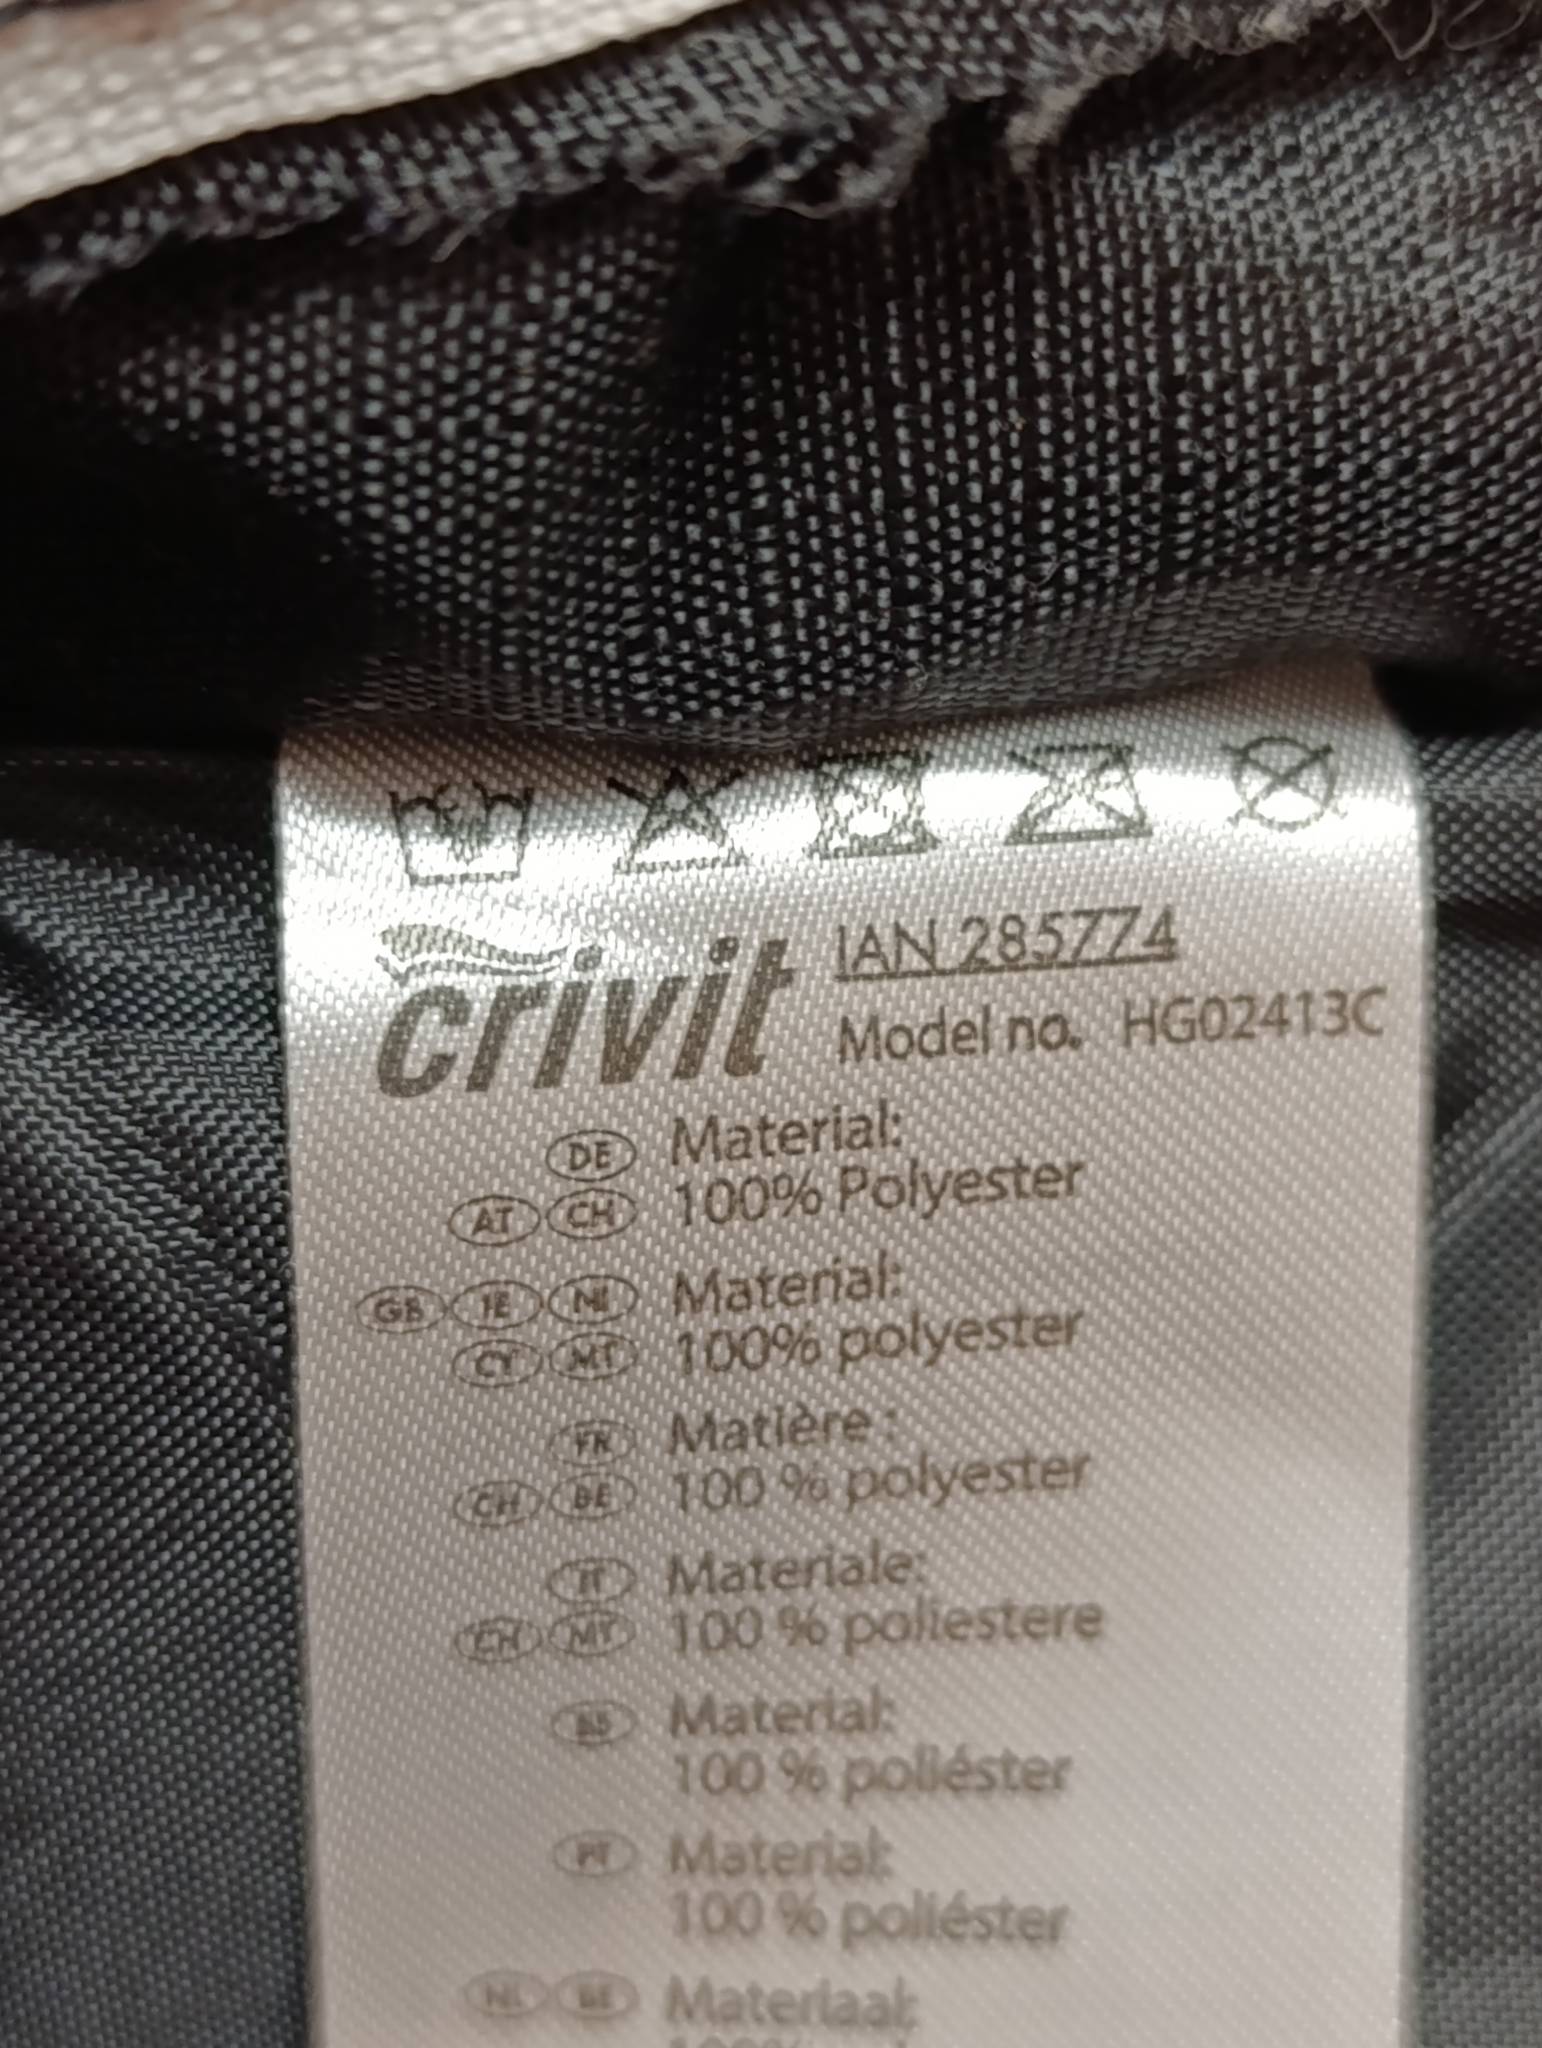 crivit
IAN 285774
Model no. HG02413C
DE Material:
AT CH 100% Polyester
GB IE NI Material:
CY MT 100% polyester
FR Matière :
CH BE 100 % polyester
IT Materiale:
CH MT 100 % poliestere
ES Material:
100 % poliéster
PT Material:
100 % poliéster
NL BE Materiaal: